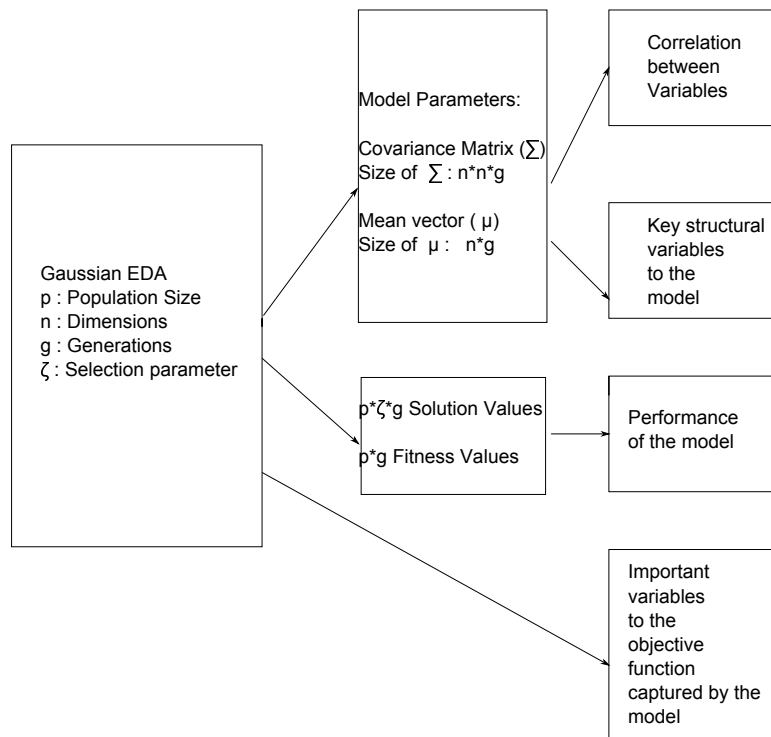 Gaussian EDA
p : Population Size
n : Dimensions
g : Generations
ζ : Selection parameter
Model Parameters:
Covariance Matrix (∑)
Size of ∑ : n*n*g
Mean vector ( μ)
Size of μ : n*g
p*ζ*g Solution Values
p*g Fitness Values
Correlation
between
Variables
Key structural
variables
to the
model
Performance
of the model
Important
variables
to the
objective
function
captured by the
model